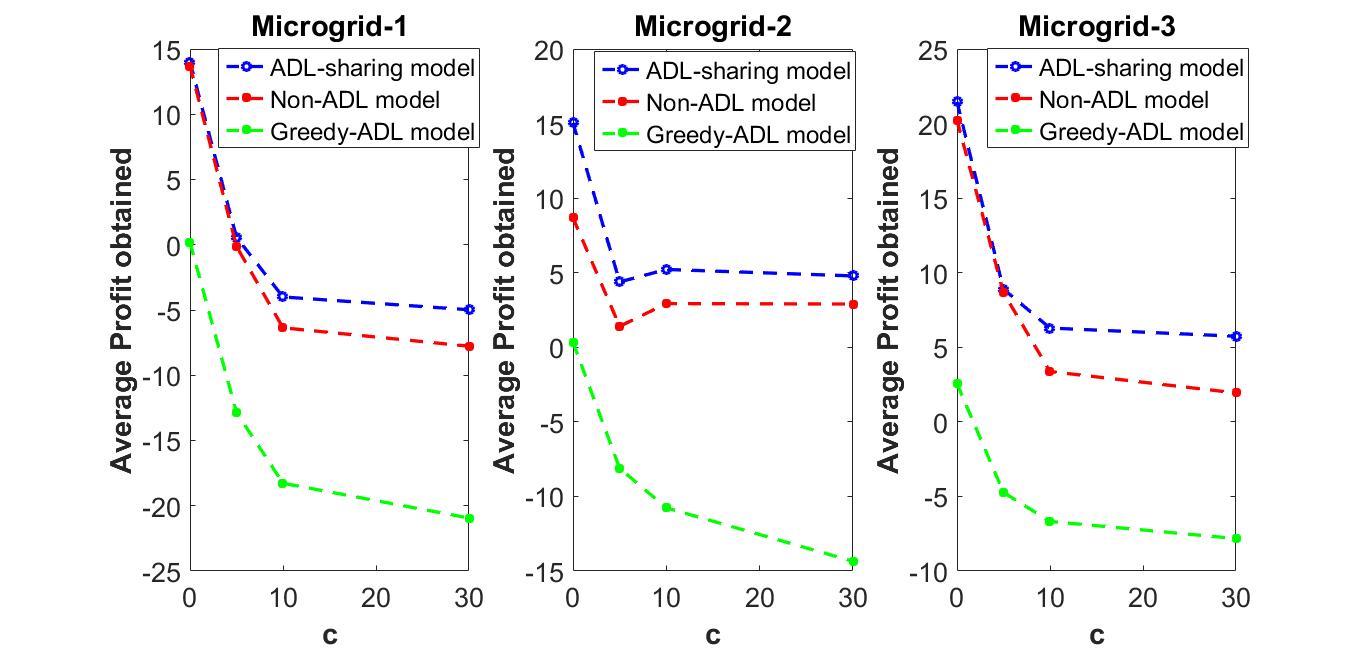 Microgrid-1
15
10
5
0
-5
-10
-15
-20
-25
0
10
20
30
c
Average Profit obtained
ADL-sharing model
Non-ADL model
Greedy-ADL model
Microgrid-2
20
15
10
5
0
-5
-10
-15
0
10
20
30
c
Average Profit obtained
ADL-sharing model
Non-ADL model
Greedy-ADL model
Microgrid-3
25
20
15
10
5
0
-5
-10
0
10
20
30
c
Average Profit obtained
ADL-sharing model
Non-ADL model
Greedy-ADL model